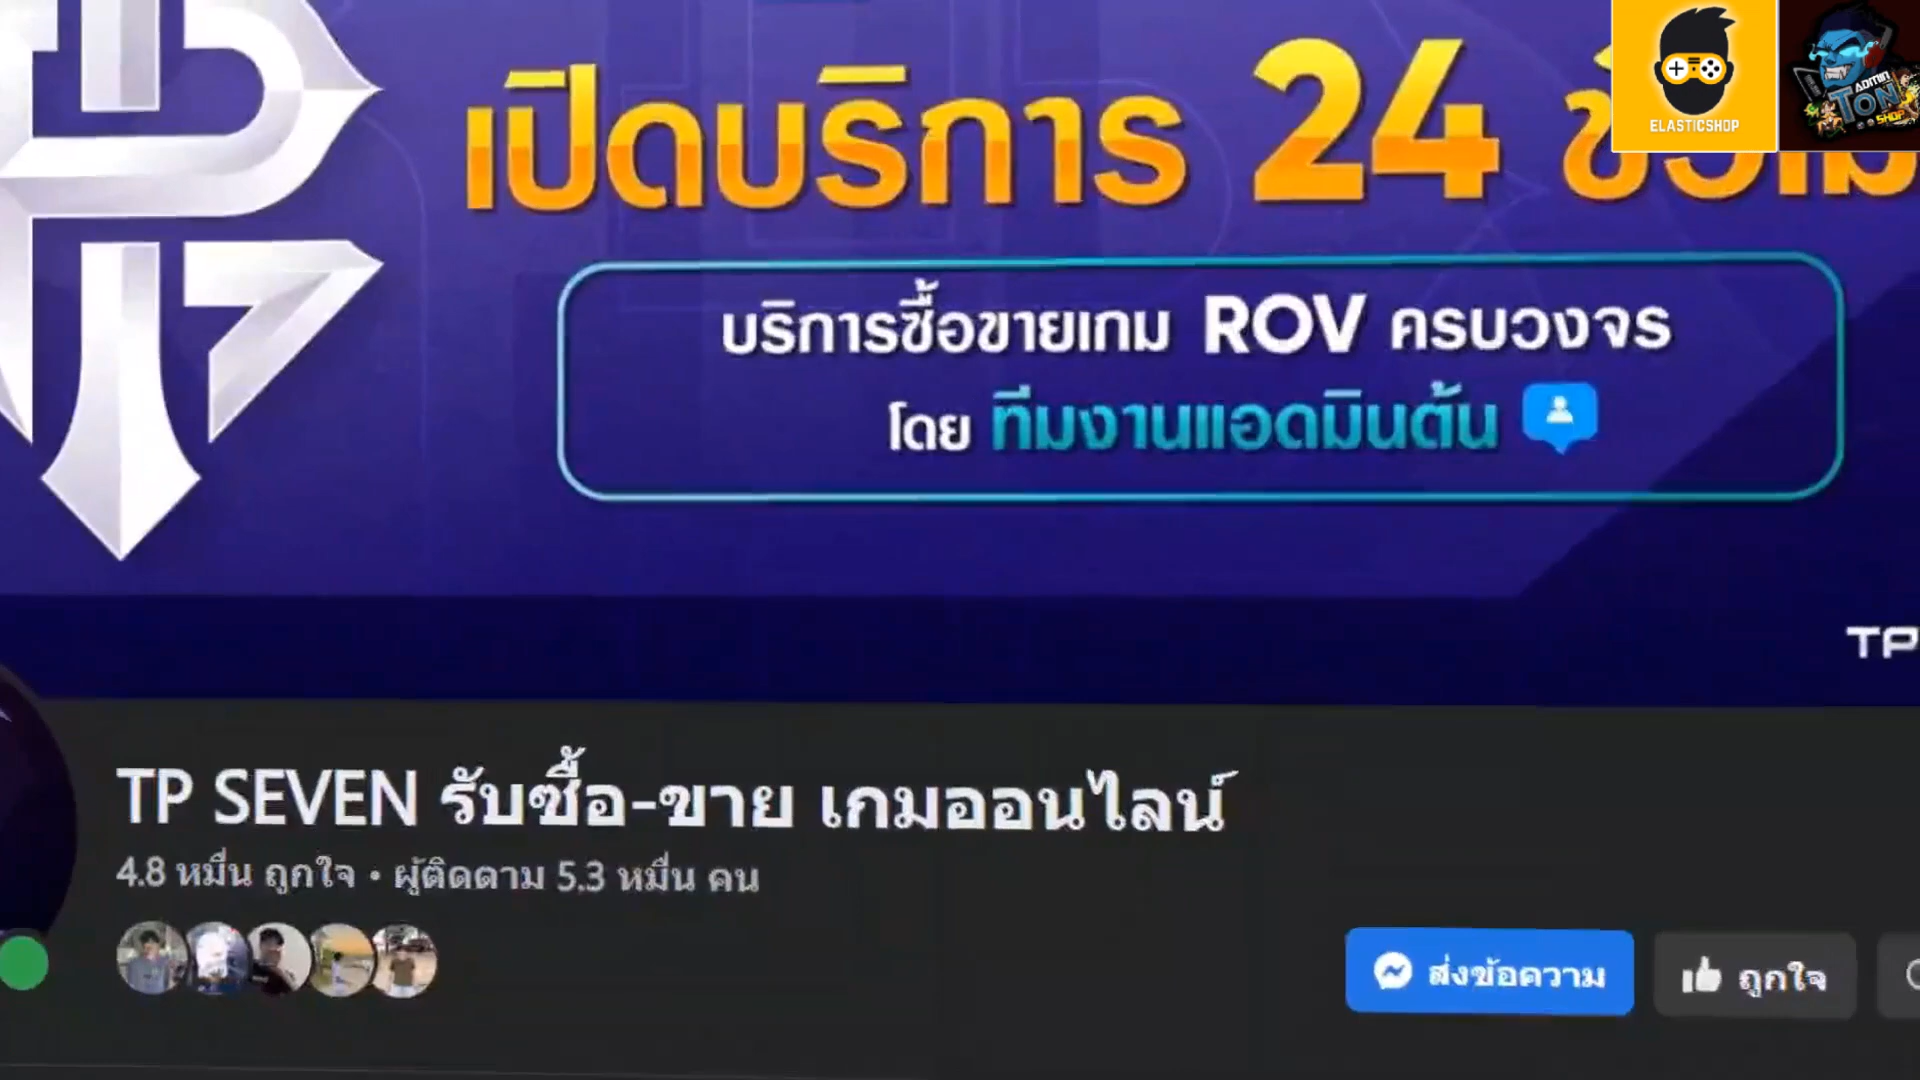 เปิดบริการ 24
ELASTICSHOP
ADMIN
TON
SHOP
บริการซื้อขายเกม ROV ครบวงจร
โดย ทีมงานแอดมินต้น
TP
TP SEVEN รับซื้อ-ขาย เกมออนไลน์
4.8 หมื่น ถูกใจ • ผู้ติดตาม 5.3 หมื่น คน
ส่งข้อความ
ถูกใจ